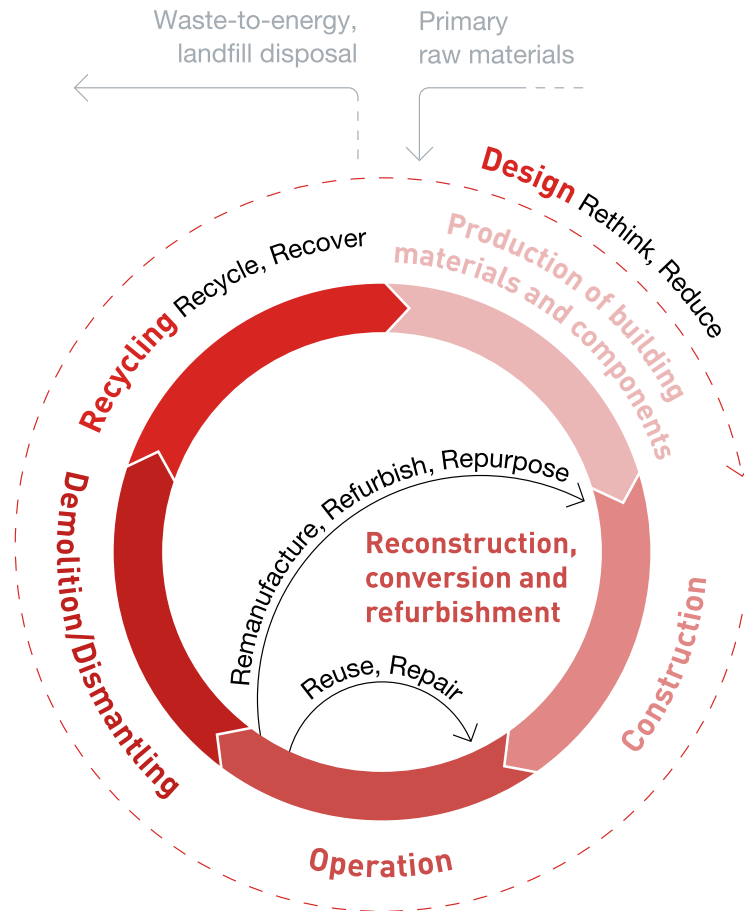 Waste-to-energy,
landfill disposal
Primary
raw materials
Design Rethink, Reduce
Production of building
materials and components
Recycling Recycle, Recover
Remanufacture, Refurbish, Repurpose
Reconstruction,
conversion and
refurbishment
Reuse, Repair
Construction
Demolition/Dismantling
Operation